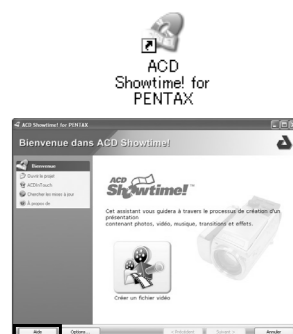 ACD
Showtime! for
PENTAX
ACD Showtime! for PENTAX
Bienvenue dans ACD Showtime!
Bienvenue
Ouvrir le projet
ACDInTouch
Chercher les mises à jour
À propos de
ACD
Showtime!™
Cet assistant vous guidera à travers le processus de création d'un
présentation
contenant photos, vidéo, musique, transitions et effets.
Créer un fichier vidéo
Aide
Options...
< Précédent
Suivant >
Annuler